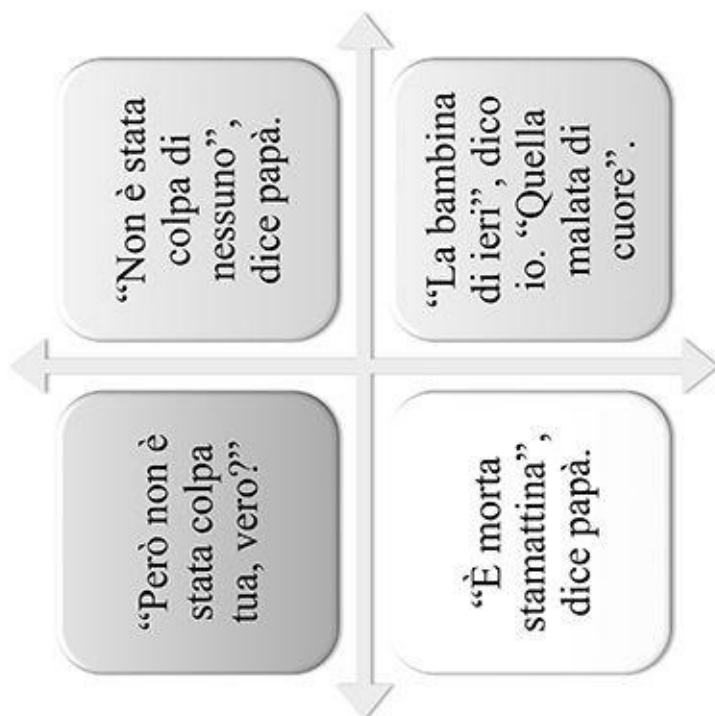 “Però non è
stata colpa
tua, vero?”
“Non è stata
colpa di
nessuno”,
dice papà.
“È morta
stamattina”,
dice papà.
“La bambina
di ieri”, dico
io. “Quella
malata di
cuore”.